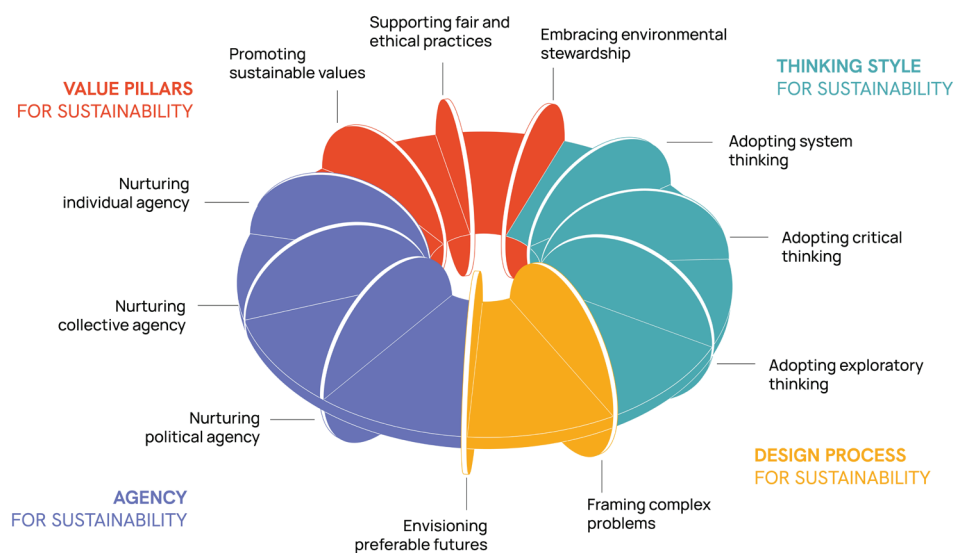 Supporting fair and
ethical practices
Embracing environmental
stewardship
Promoting
sustainable values
VALUE PILLARS
FOR SUSTAINABILITY
THINKING STYLE
FOR SUSTAINABILITY
Adopting system
thinking
Nurturing
individual agency
Adopting critical
thinking
Nurturing
collective agency
Adopting exploratory
thinking
Nurturing
political agency
DESIGN PROCESS
FOR SUSTAINABILITY
AGENCY
FOR SUSTAINABILITY
Framing complex
problems
Envisioning
preferable futures